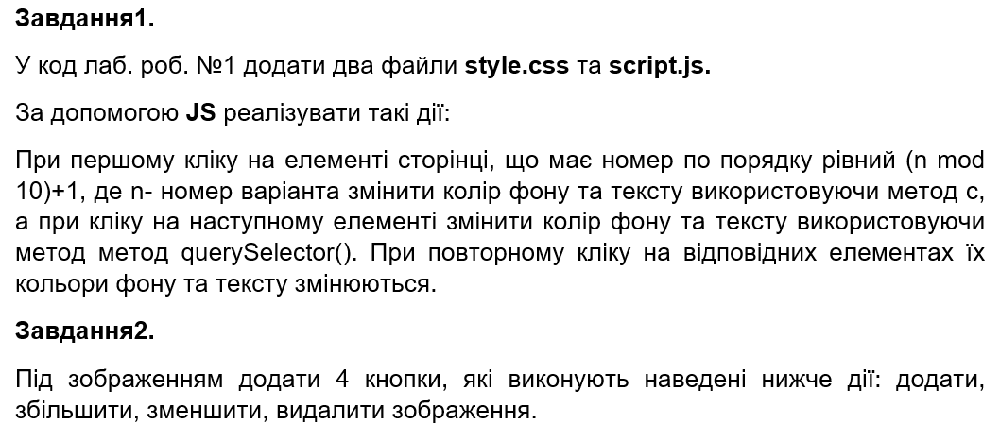 Завдання1.
У код лаб. роб. №1 додати два файли style.css та script.js.
За допомогою JS реалізувати такі дії:
При першому кліку на елементі сторінці, що має номер по порядку рівний (n mod
10)+1, де n- номер варіанта змінити колір фону та тексту використовуючи метод с,
а при кліку на наступному елементі змінити колір фону та тексту використовуючи
метод метод querySelector(). При повторному кліку на відповідних елементах їх
кольори фону та тексту змінюються.
Завдання2.
Під зображенням додати 4 кнопки, які виконують наведені нижче дії: додати,
збільшити, зменшити, видалити зображення.